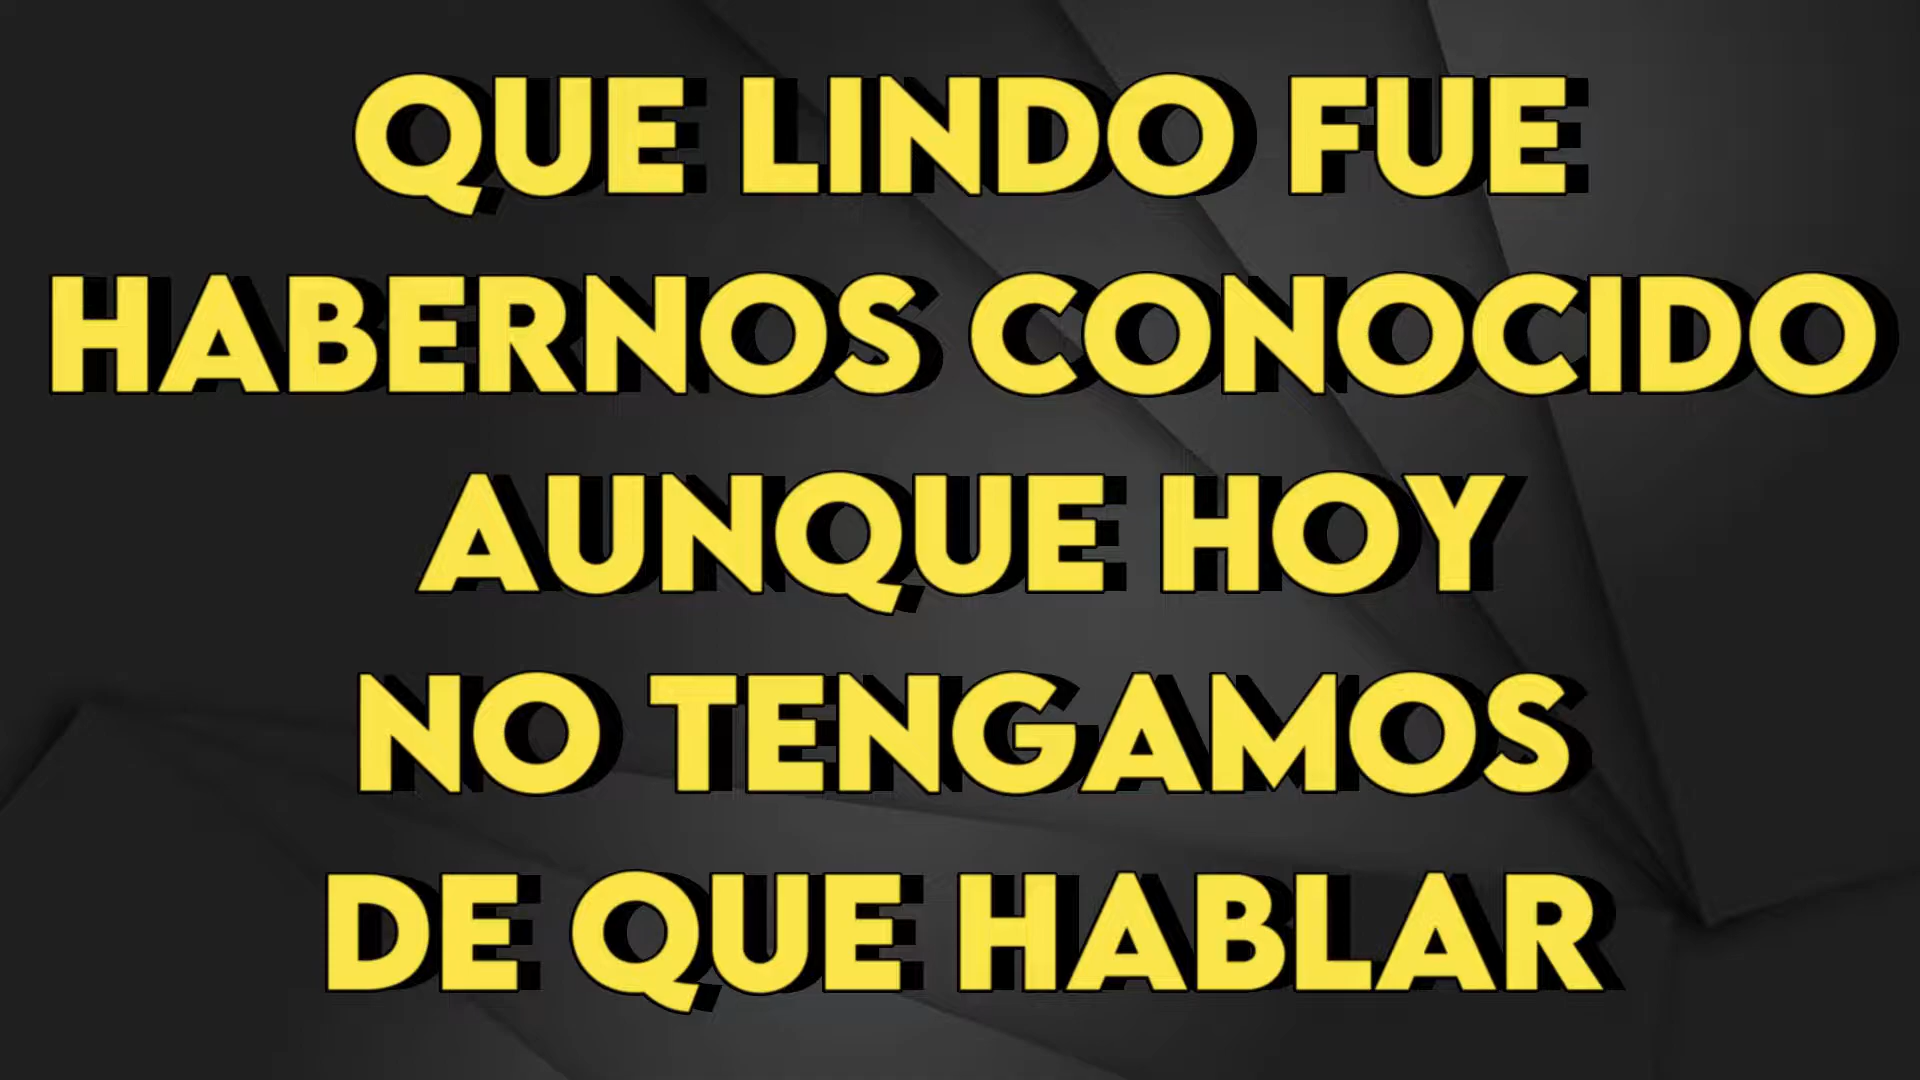 QUE LINDO FUE
HABERNOS CONOCIDO
AUNQUE HOY
NO TENGAMOS
DE QUE HABLAR